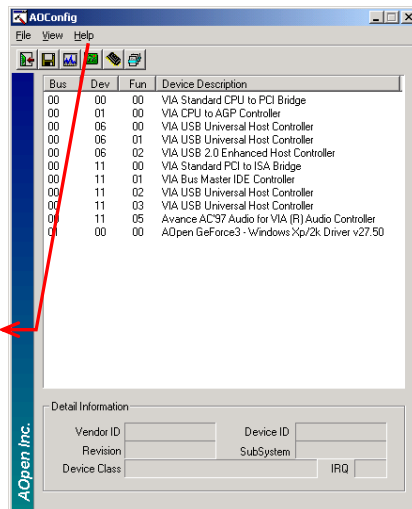 AOConfig
File View Help
Bus Dev Fun Device Description
00 00 00 VIA Standard CPU to PCI Bridge
00 01 00 VIA CPU to AGP Controller
00 06 00 VIA USB Universal Host Controller
00 06 01 VIA USB Universal Host Controller
00 06 02 VIA USB 2.0 Enhanced Host Controller
00 11 00 VIA Standard PCI to ISA Bridge
00 11 01 VIA Bus Master IDE Controller
00 11 02 VIA USB Universal Host Controller
00 11 03 VIA USB Universal Host Controller
00 11 05 Avance AC'97 Audio for VIA (R) Audio Controller
01 00 00 AOpen GeForce3 - Windows Xp/2k Driver v27.50
Detail Information
Vendor ID Device ID
Revision SubSystem
Device Class IRQ
AOpen Inc.